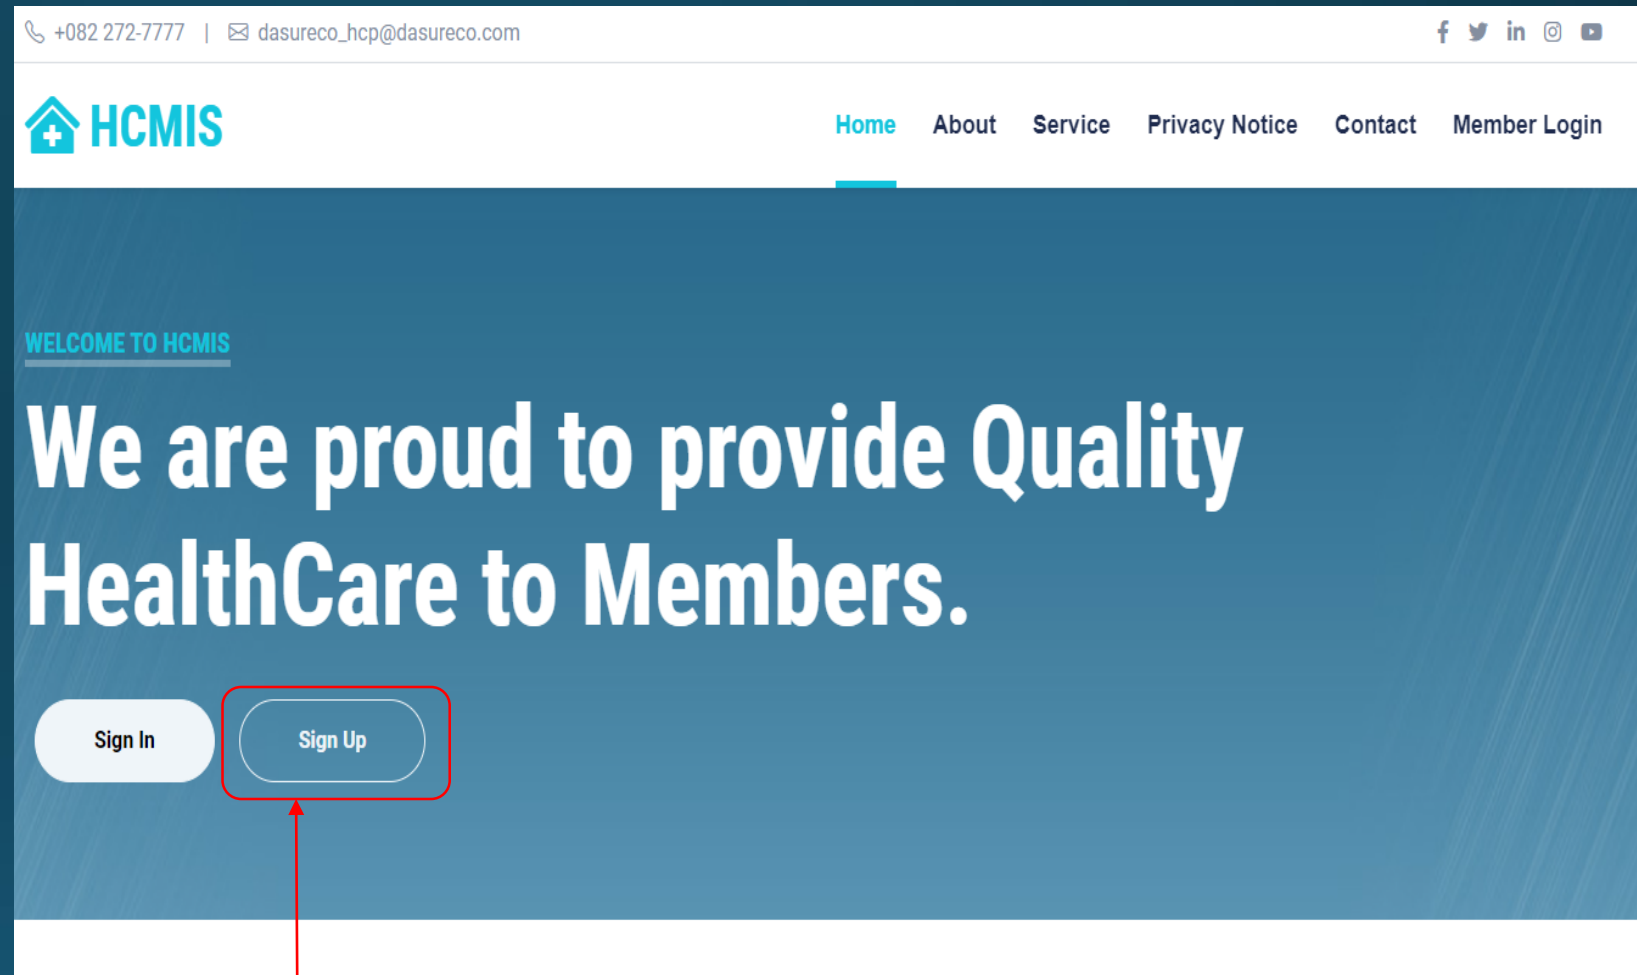 +082 272-7777 | dasureco_hcp@dasureco.com
HCMIS
Home About Service Privacy Notice Contact Member Login
WELCOME TO HCMIS
We are proud to provide Quality
HealthCare to Members.
Sign In Sign Up